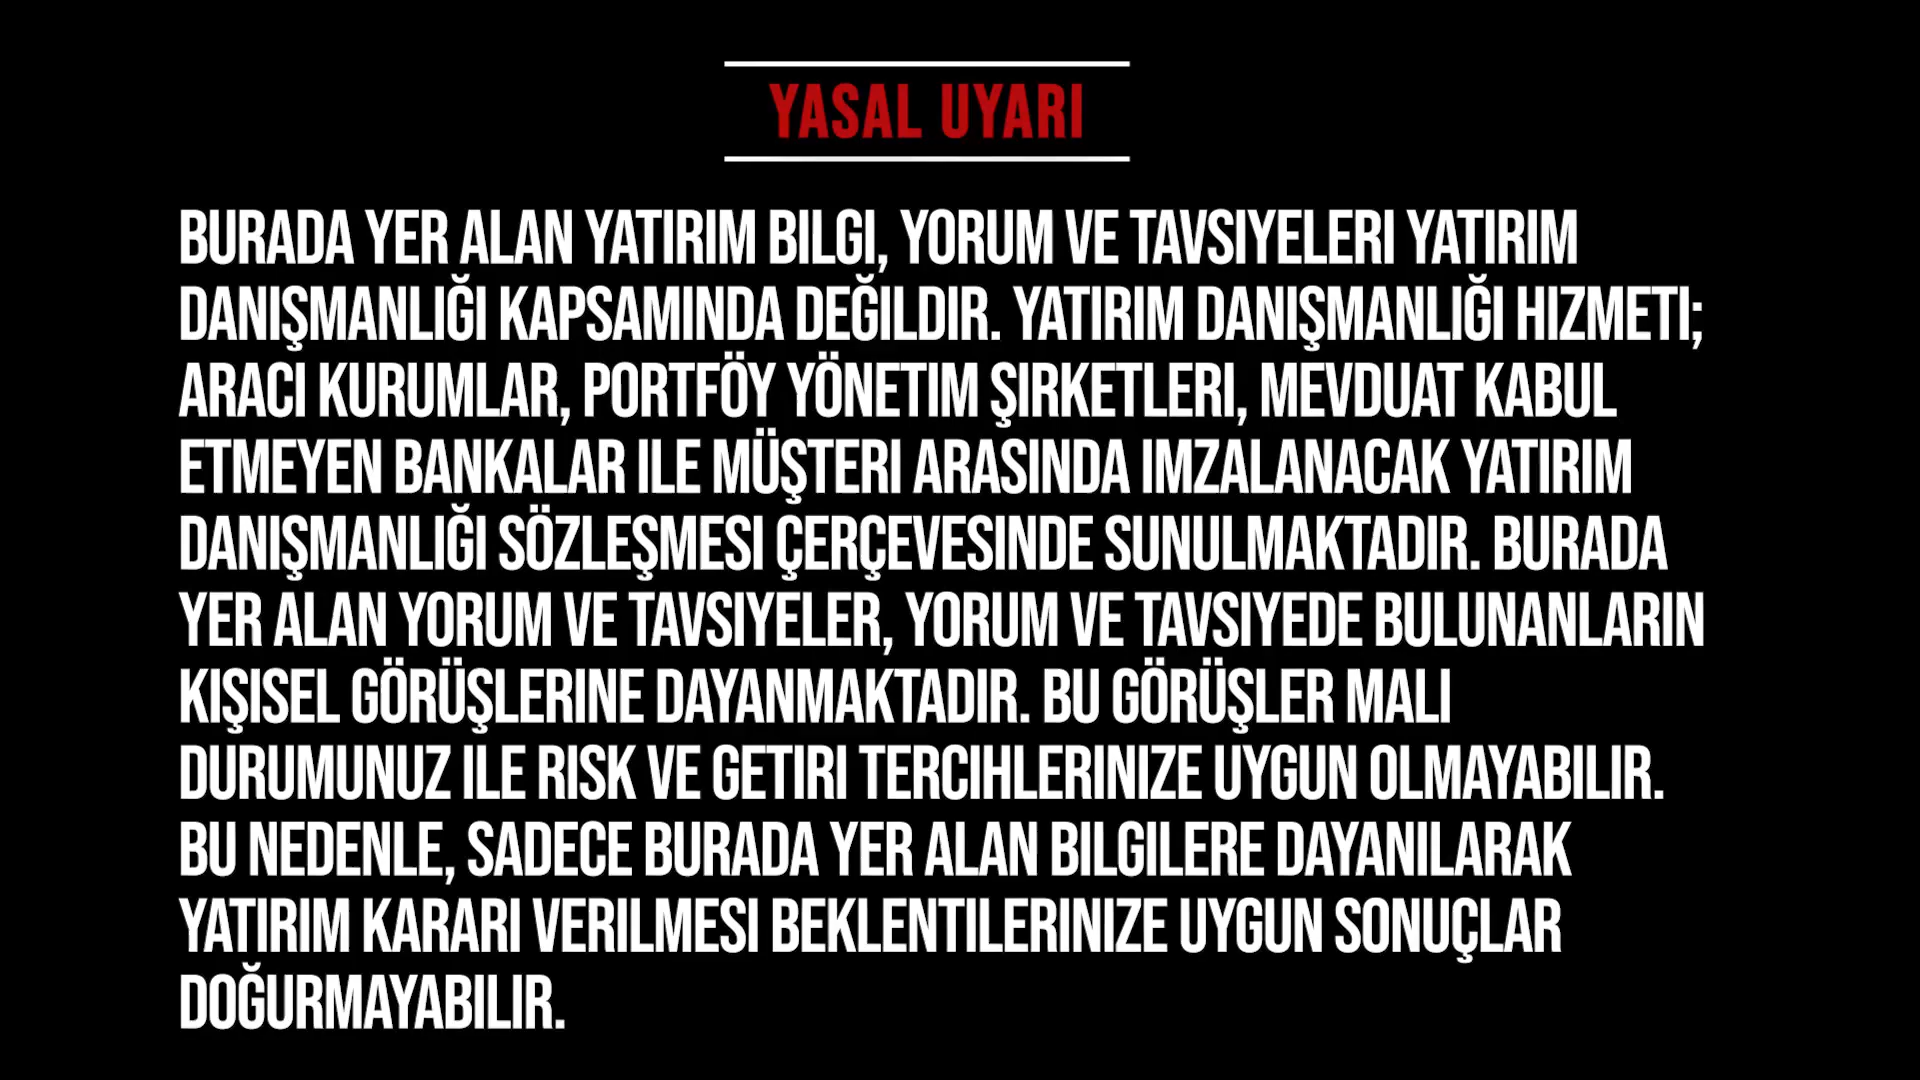 YASAL UYARI
BURADA YER ALAN YATIRIM BILGI, YORUM VE TAVSIYELERI YATIRIM
DANIŞMANLIĞI KAPSAMINDA DEĞILDIR. YATIRIM DANIŞMANLIĞI HIZMETI;
ARACI KURUMLAR, PORTFÖY YÖNETIM ŞIRKETLERI, MEVDUAT KABUL
ETMEYEN BANKALAR ILE MÜŞTERI ARASINDA IMZALANACAK YATIRIM
DANIŞMANLIĞI SÖZLEŞMESI ÇERÇEVESINDE SUNULMAKTADIR. BURADA
YER ALAN YORUM VE TAVSIYELER, YORUM VE TAVSIYEDE BULUNANLARIN
KIŞISEL GÖRÜŞLERINE DAYANMAKTADIR. BU GÖRÜŞLER MALI
DURUMUNUZ ILE RISK VE GETIRI TERCIHLERINIZE UYGUN OLMAYABILIR.
BU NEDENLE, SADECE BURADA YER ALAN BILGILERE DAYANILARAK
YATIRIM KARARI VERILMESI BEKLENTILERINIZE UYGUN SONUÇLAR
DOĞURMAYABILIR.